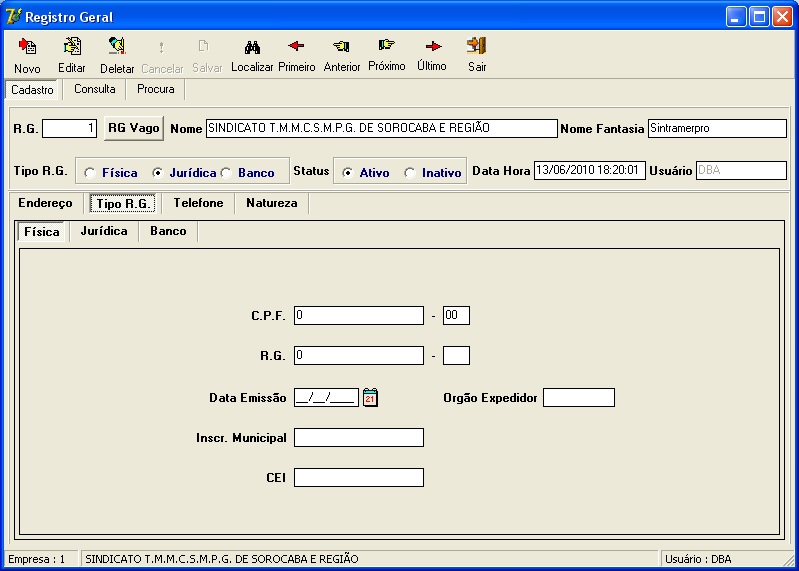 Registro Geral
Novo Editar Deletar Cancelar Salvar Localizar Primeiro Anterior Próximo Último Sair
Cadastro Consulta Procura
R.G. 1 RG Vago Nome SINDICATO T.M.M.C.S.M.P.G. DE SOROCABA E REGIÃO Nome Fantasia Sintramerpro
Tipo R.G. Física Jurídica Banco Status Ativo Inativo Data Hora 13/06/2010 18:20:01 Usuário DBA
Endereço Tipo R.G. Telefone Natureza
Física Jurídica Banco
C.P.F. 0 - 00
R.G. 0 -
Data Emissão __/__/____ 21 Orgão Expedidor
Inscr. Municipal
CEI
Empresa : 1 SINDICATO T.M.M.C.S.M.P.G. DE SOROCABA E REGIÃO Usuário : DBA